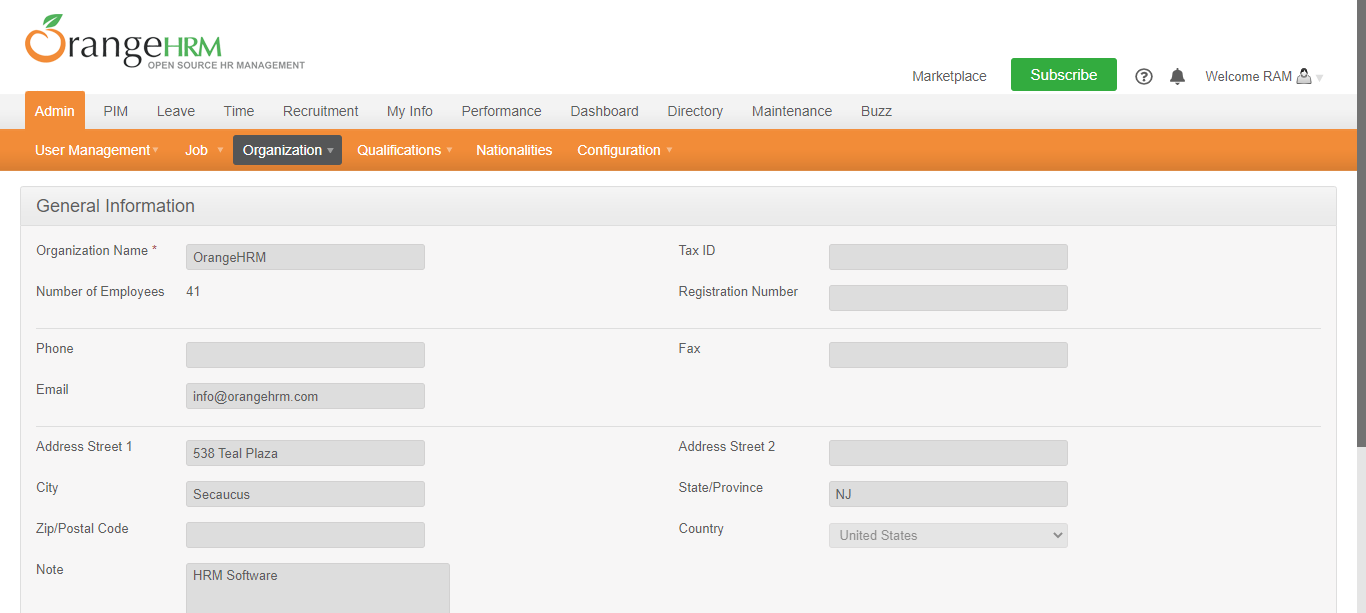 OrangeHRM
OPEN SOURCE HR MANAGEMENT
Marketplace Subscribe ? Welcome RAM
Admin PIM Leave Time Recruitment My Info Performance Dashboard Directory Maintenance Buzz
User Management Job Organization Qualifications Nationalities Configuration
General Information
Organization Name * OrangeHRM Tax ID
Number of Employees 41 Registration Number
Phone Fax
Email info@orangehrm.com
Address Street 1 538 Teal Plaza Address Street 2
City Secaucus State/Province NJ
Zip/Postal Code Country United States
Note HRM Software